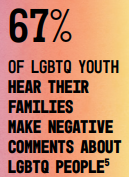 67%
OF LGBTQ YOUTH
HEAR THEIR
FAMILIES
MAKE NEGATIVE
COMMENTS ABOUT
LGBTQ PEOPLE⁵